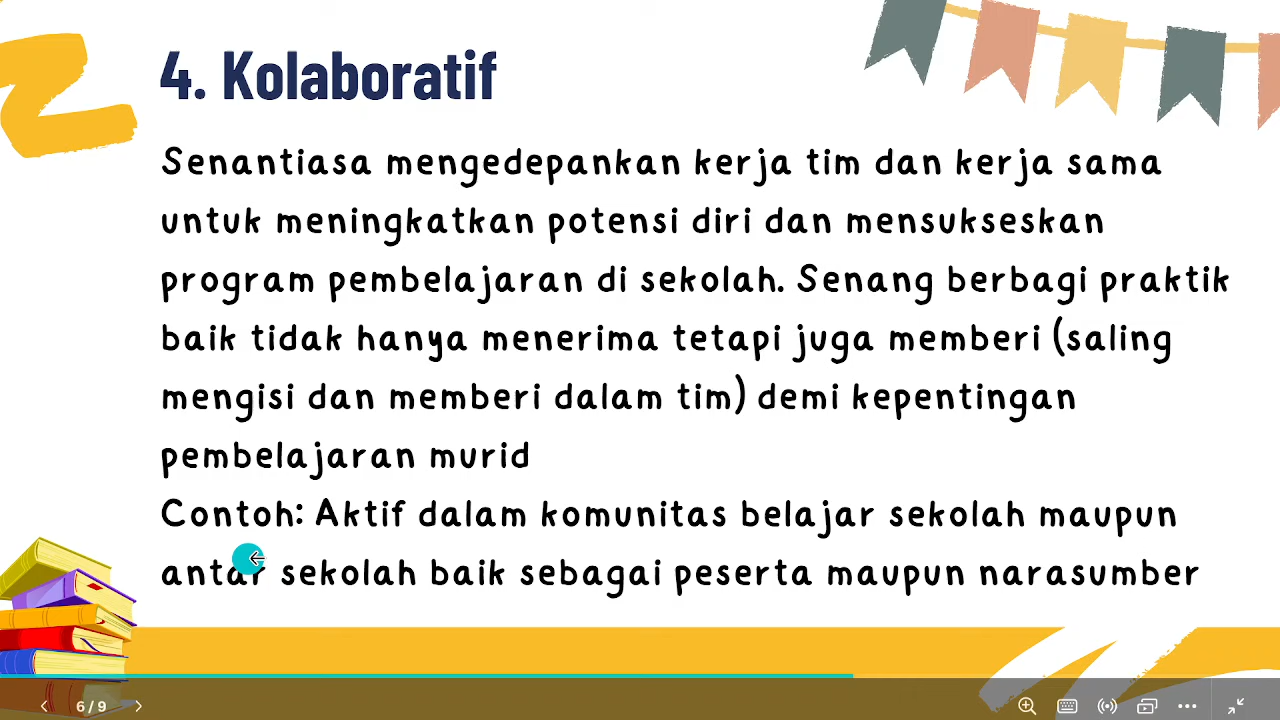 4. Kolaboratif
Senantiasa mengedepankan kerja tim dan kerja sama
untuk meningkatkan potensi diri dan mensukseskan
program pembelajaran di sekolah. Senang berbagi praktik
baik tidak hanya menerima tetapi juga memberi (saling
mengisi dan memberi dalam tim) demi kepentingan
pembelajaran murid
Contoh: Aktif dalam komunitas belajar sekolah maupun
antar sekolah baik sebagai peserta maupun narasumber
6/9